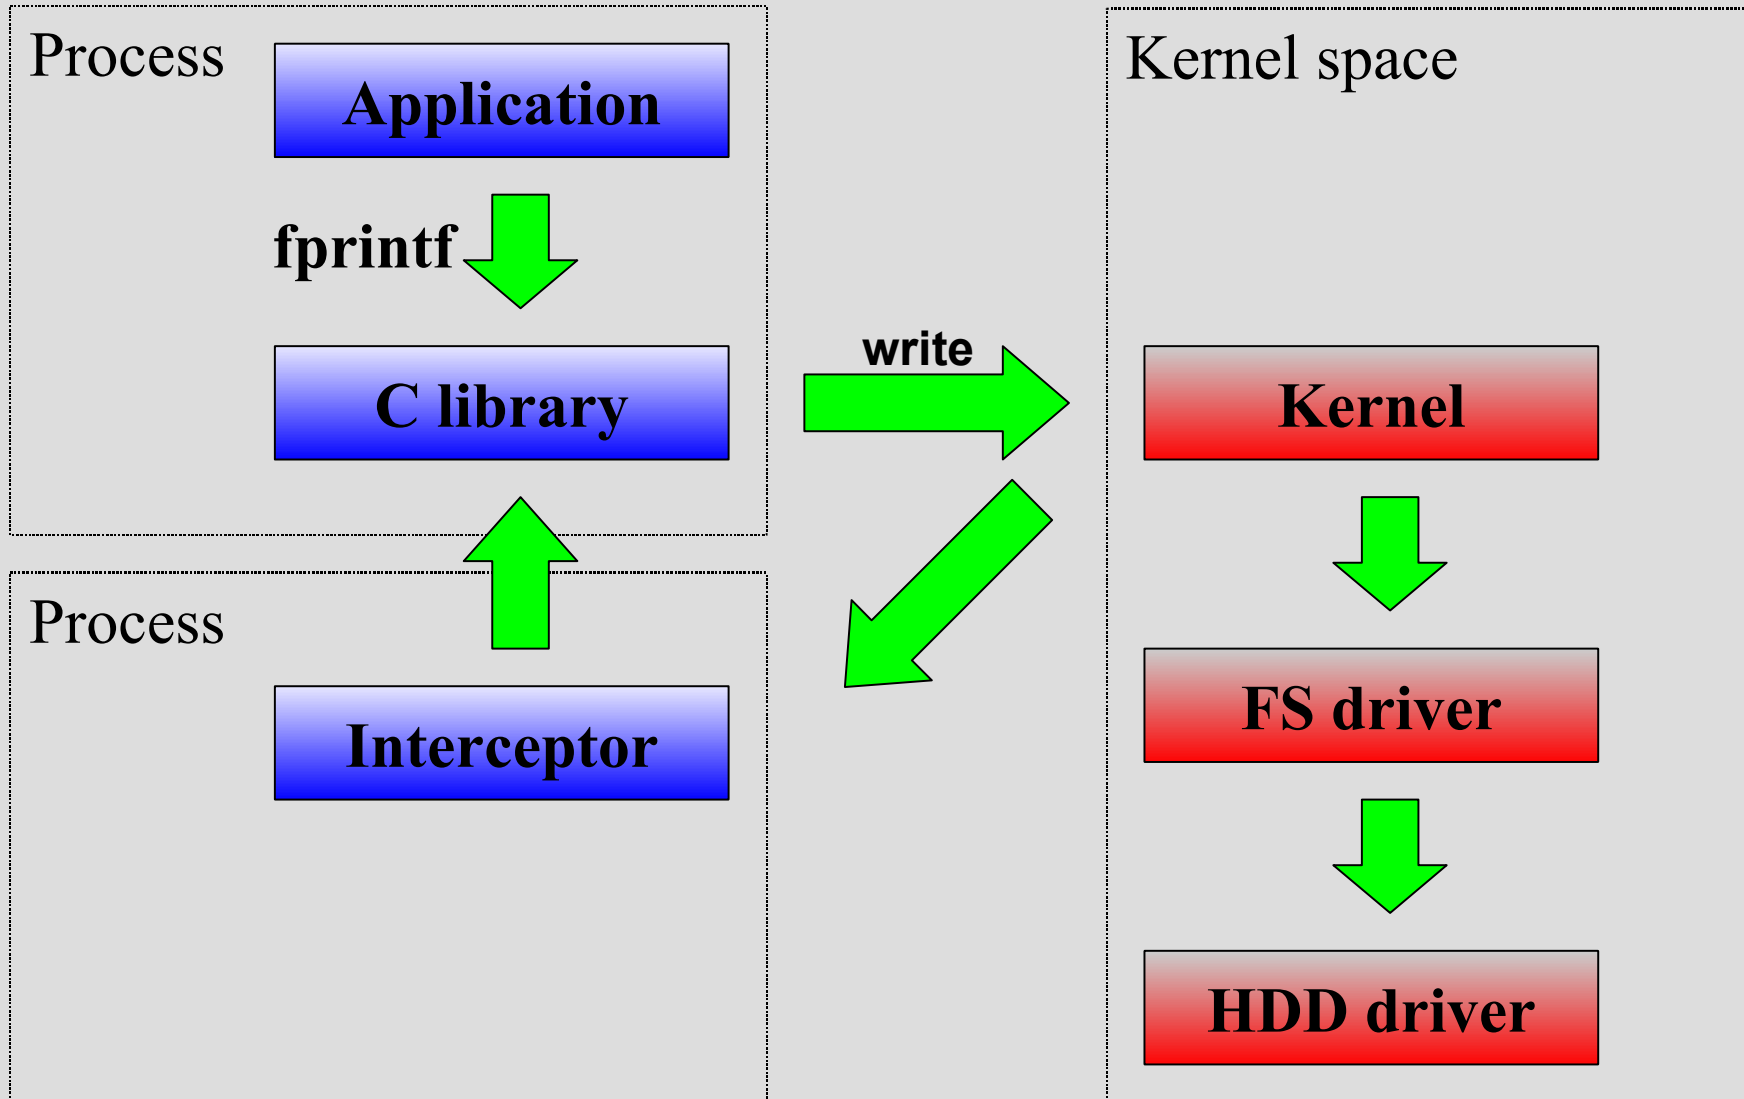 Process
Application
fprintf
C library
write
Process
Interceptor
Kernel space
Kernel
FS driver
HDD driver